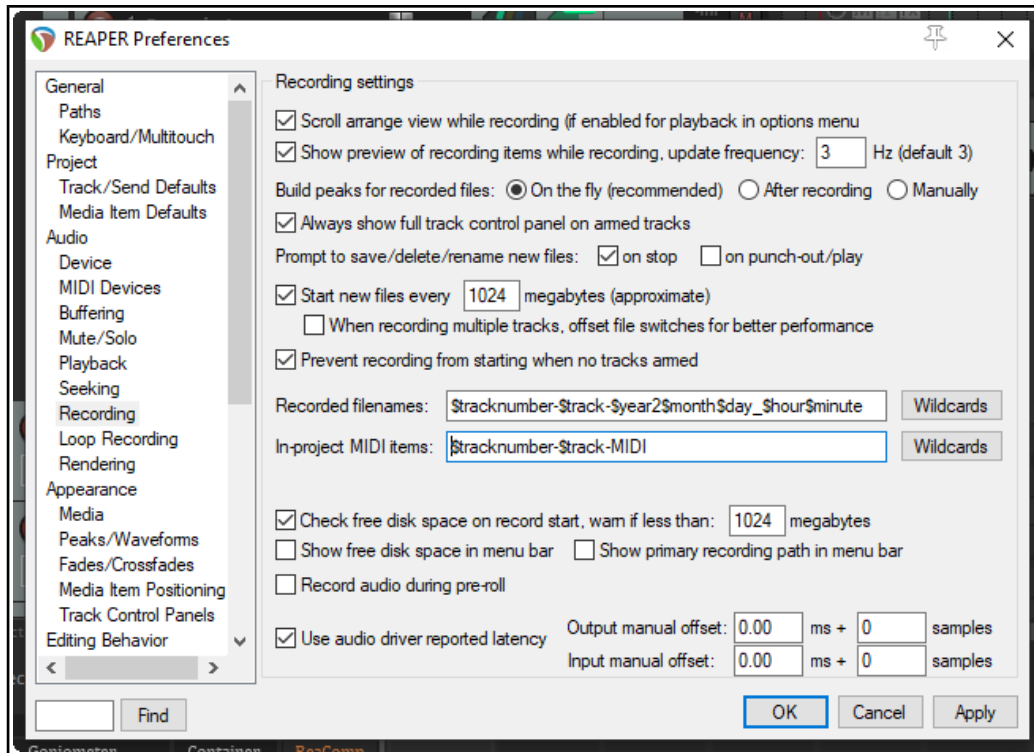 REAPER Preferences
General
Paths
Keyboard/Multitouch
Project
Track/Send Defaults
Media Item Defaults
Audio
Device
MIDI Devices
Buffering
Mute/Solo
Playback
Seeking
Recording
Loop Recording
Rendering
Appearance
Media
Peaks/Waveforms
Fades/Crossfades
Media Item Positioning
Track Control Panels
Editing Behavior
Find
Recording settings
Scroll arrange view while recording (if enabled for playback in options menu
Show preview of recording items while recording, update frequency: 3 Hz (default 3)
Build peaks for recorded files: On the fly (recommended) After recording Manually
Always show full track control panel on armed tracks
Prompt to save/delete/rename new files: on stop on punch-out/play
Start new files every 1024 megabytes (approximate)
When recording multiple tracks, offset file switches for better performance
Prevent recording from starting when no tracks armed
Recorded filenames: $tracknumber-$track-$year2$month$day_$hour$minute Wildcards
In-project MIDI items: $tracknumber-$track-MIDI Wildcards
Check free disk space on record start, warn if less than: 1024 megabytes
Show free disk space in menu bar Show primary recording path in menu bar
Record audio during pre-roll
Use audio driver reported latency Output manual offset: 0.00 ms + 0 samples
Input manual offset: 0.00 ms + 0 samples
OK Cancel Apply
Goniometer Container ReaComp